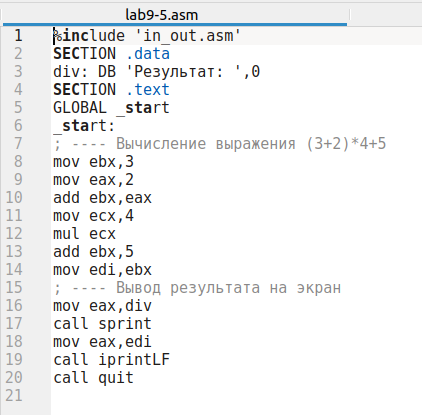 lab9-5.asm
1 %include 'in_out.asm'
2 SECTION .data
3 div: DB 'Результат: ',0
4 SECTION .text
5 GLOBAL _start
6 _start:
7 ; ---- Вычисление выражения (3+2)*4+5
8 mov ebx,3
9 mov eax,2
10 add ebx,eax
11 mov ecx,4
12 mul ecx
13 add ebx,5
14 mov edi,ebx
15 ; ---- Вывод результата на экран
16 mov eax,div
17 call sprint
18 mov eax,edi
19 call iprintLF
20 call quit
21